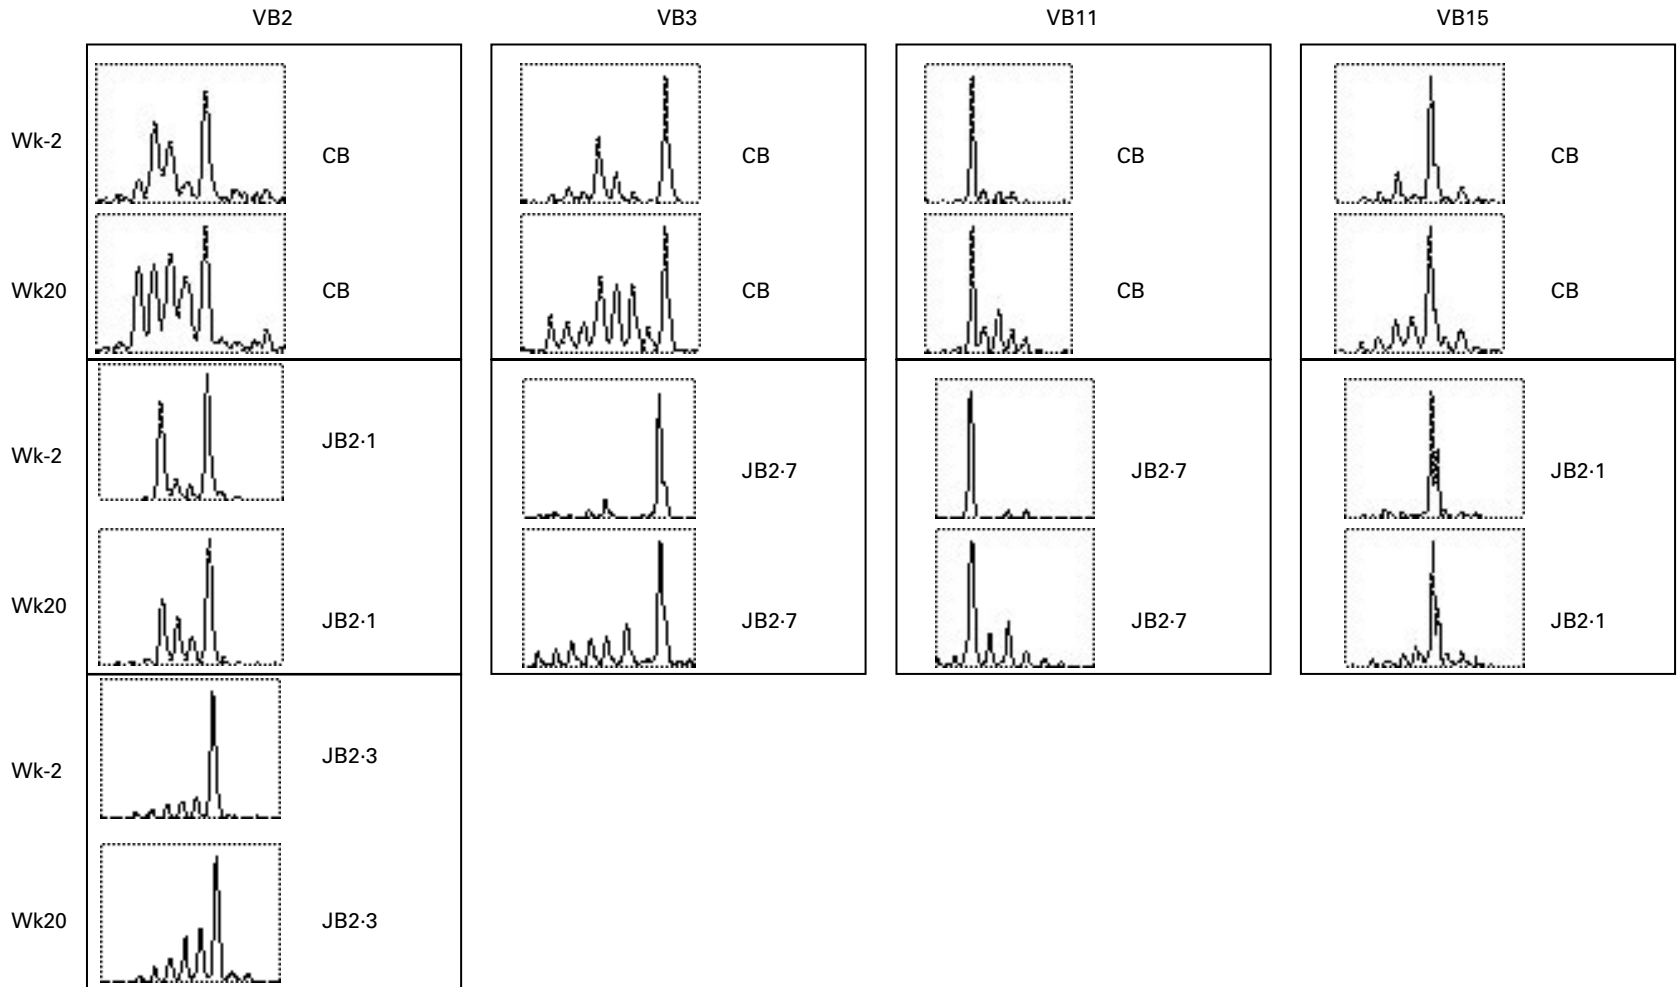 VB2 VB3 VB11 VB15
Wk-2 CB CB CB CB
Wk20 CB CB CB CB
Wk-2 JB2·1 JB2·7 JB2·7 JB2·1
Wk20 JB2·1 JB2·7 JB2·7 JB2·1
Wk-2 JB2·3
Wk20 JB2·3